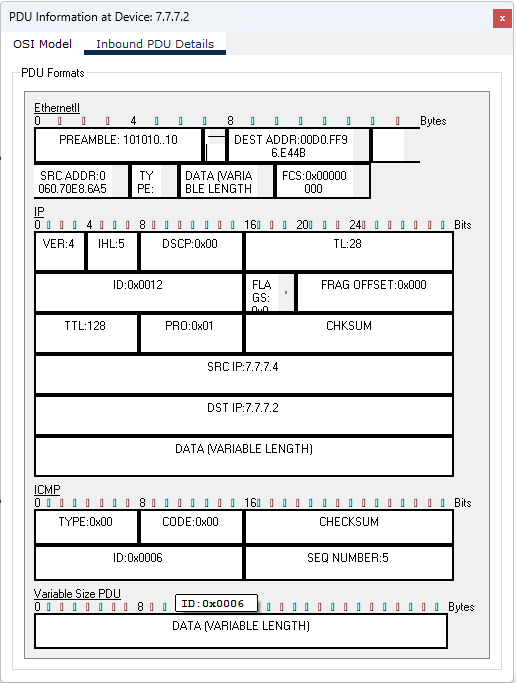 PDU Information at Device: 7.7.7.2
x
OSI Model Inbound PDU Details
PDU Formats
EthernetII
0 4 8 Bytes
PREAMBLE: 101010..10 DEST ADDR:00D0.FF9
6.E44B
SRC ADDR:0 TY DATA (VARIA FCS:0x00000
060.70E8.6A5 PE: BLE LENGTH 000
IP
0 4 8 16 20 24 Bits
VER:4 IHL:5 DSCP:0x00 TL:28
ID:0x0012 FLA FRAG OFFSET:0x000
GS:
0x0
TTL:128 PRO:0x01 CHKSUM
SRC IP:7.7.7.4
DST IP:7.7.7.2
DATA (VARIABLE LENGTH)
ICMP
0 8 16 Bits
TYPE:0x00 CODE:0x00 CHECKSUM
ID:0x0006 SEQ NUMBER:5
Variable Size PDU
0 8 Bytes
ID:0x0006
DATA (VARIABLE LENGTH)